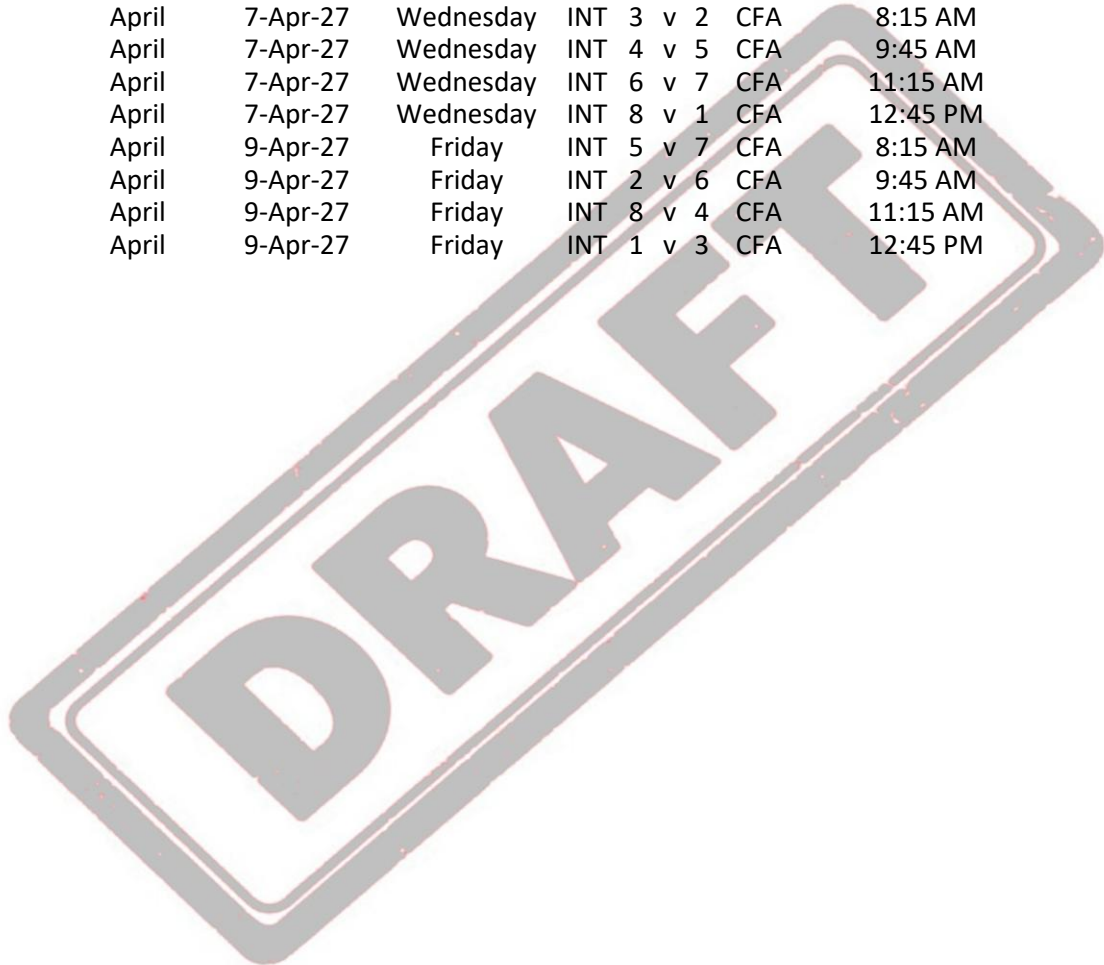 April 7-Apr-27 Wednesday INT 3 v 2 CFA 8:15 AM
April 7-Apr-27 Wednesday INT 4 v 5 CFA 9:45 AM
April 7-Apr-27 Wednesday INT 6 v 7 CFA 11:15 AM
April 7-Apr-27 Wednesday INT 8 v 1 CFA 12:45 PM
April 9-Apr-27 Friday INT 5 v 7 CFA 8:15 AM
April 9-Apr-27 Friday INT 2 v 6 CFA 9:45 AM
April 9-Apr-27 Friday INT 8 v 4 CFA 11:15 AM
April 9-Apr-27 Friday INT 1 v 3 CFA 12:45 PM
DRAFT